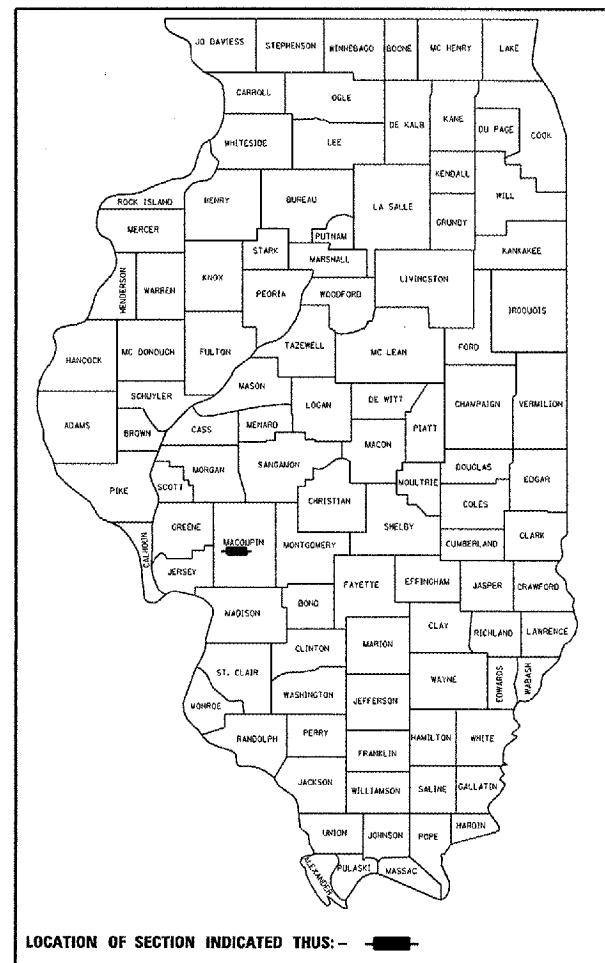 JO DAVIESS STEPHENSON WINNEBAGO BOONE MC HENRY LAKE
CARROLL OGLE DE KALB KANE DU PAGE COOK
WHITESIDE LEE KENDALL WILL
ROCK ISLAND HENRY BUREAU LA SALLE GRUNDY
MERCER PUTNAM KANKAKEE
HENDERSON WARREN KNOX STARK MARSHALL LIVINGSTON IROQUOIS
PEORIA WOODFORD FORD
HANCOCK MC DONOUGH FULTON TAZEWELL MC LEAN
SCHUYLER MASON LOGAN DE WITT CHAMPAIGN VERMILION
ADAMS BROWN CASS MENARD MACON PIATT
PIKE SCOTT MORGAN SANGAMON MOULTRIE DOUGLAS EDGAR
CHRISTIAN COLES
GREENE MACOUPIN MONTGOMERY SHELBY CUMBERLAND CLARK
CALHOUN JERSEY FAYETTE EFFINGHAM JASPER CRAWFORD
MADISON BOND CLAY RICHLAND LAWRENCE
CLINTON MARION
ST. CLAIR WASHINGTON JEFFERSON WAYNE EDWARDS WABASH
MONROE
RANDOLPH PERRY FRANKLIN HAMILTON WHITE
JACKSON WILLIAMSON SALINE GALLATIN
UNION JOHNSON POPE HARDIN
ALEXANDER PULASKI MASSAC
LOCATION OF SECTION INDICATED THUS: -